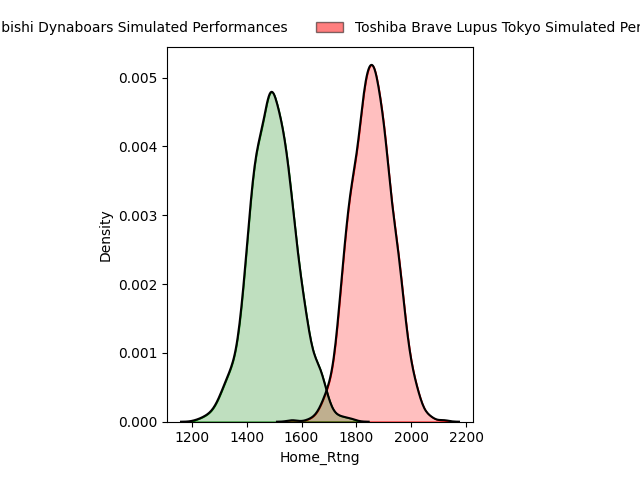 bishi Dynaboars Simulated Performances
Toshiba Brave Lupus Tokyo Simulated Per
0.005
0.004
0.003
0.002
0.001
0.000
Density
1200 1400 1600 1800 2000 2200
Home_Rtng